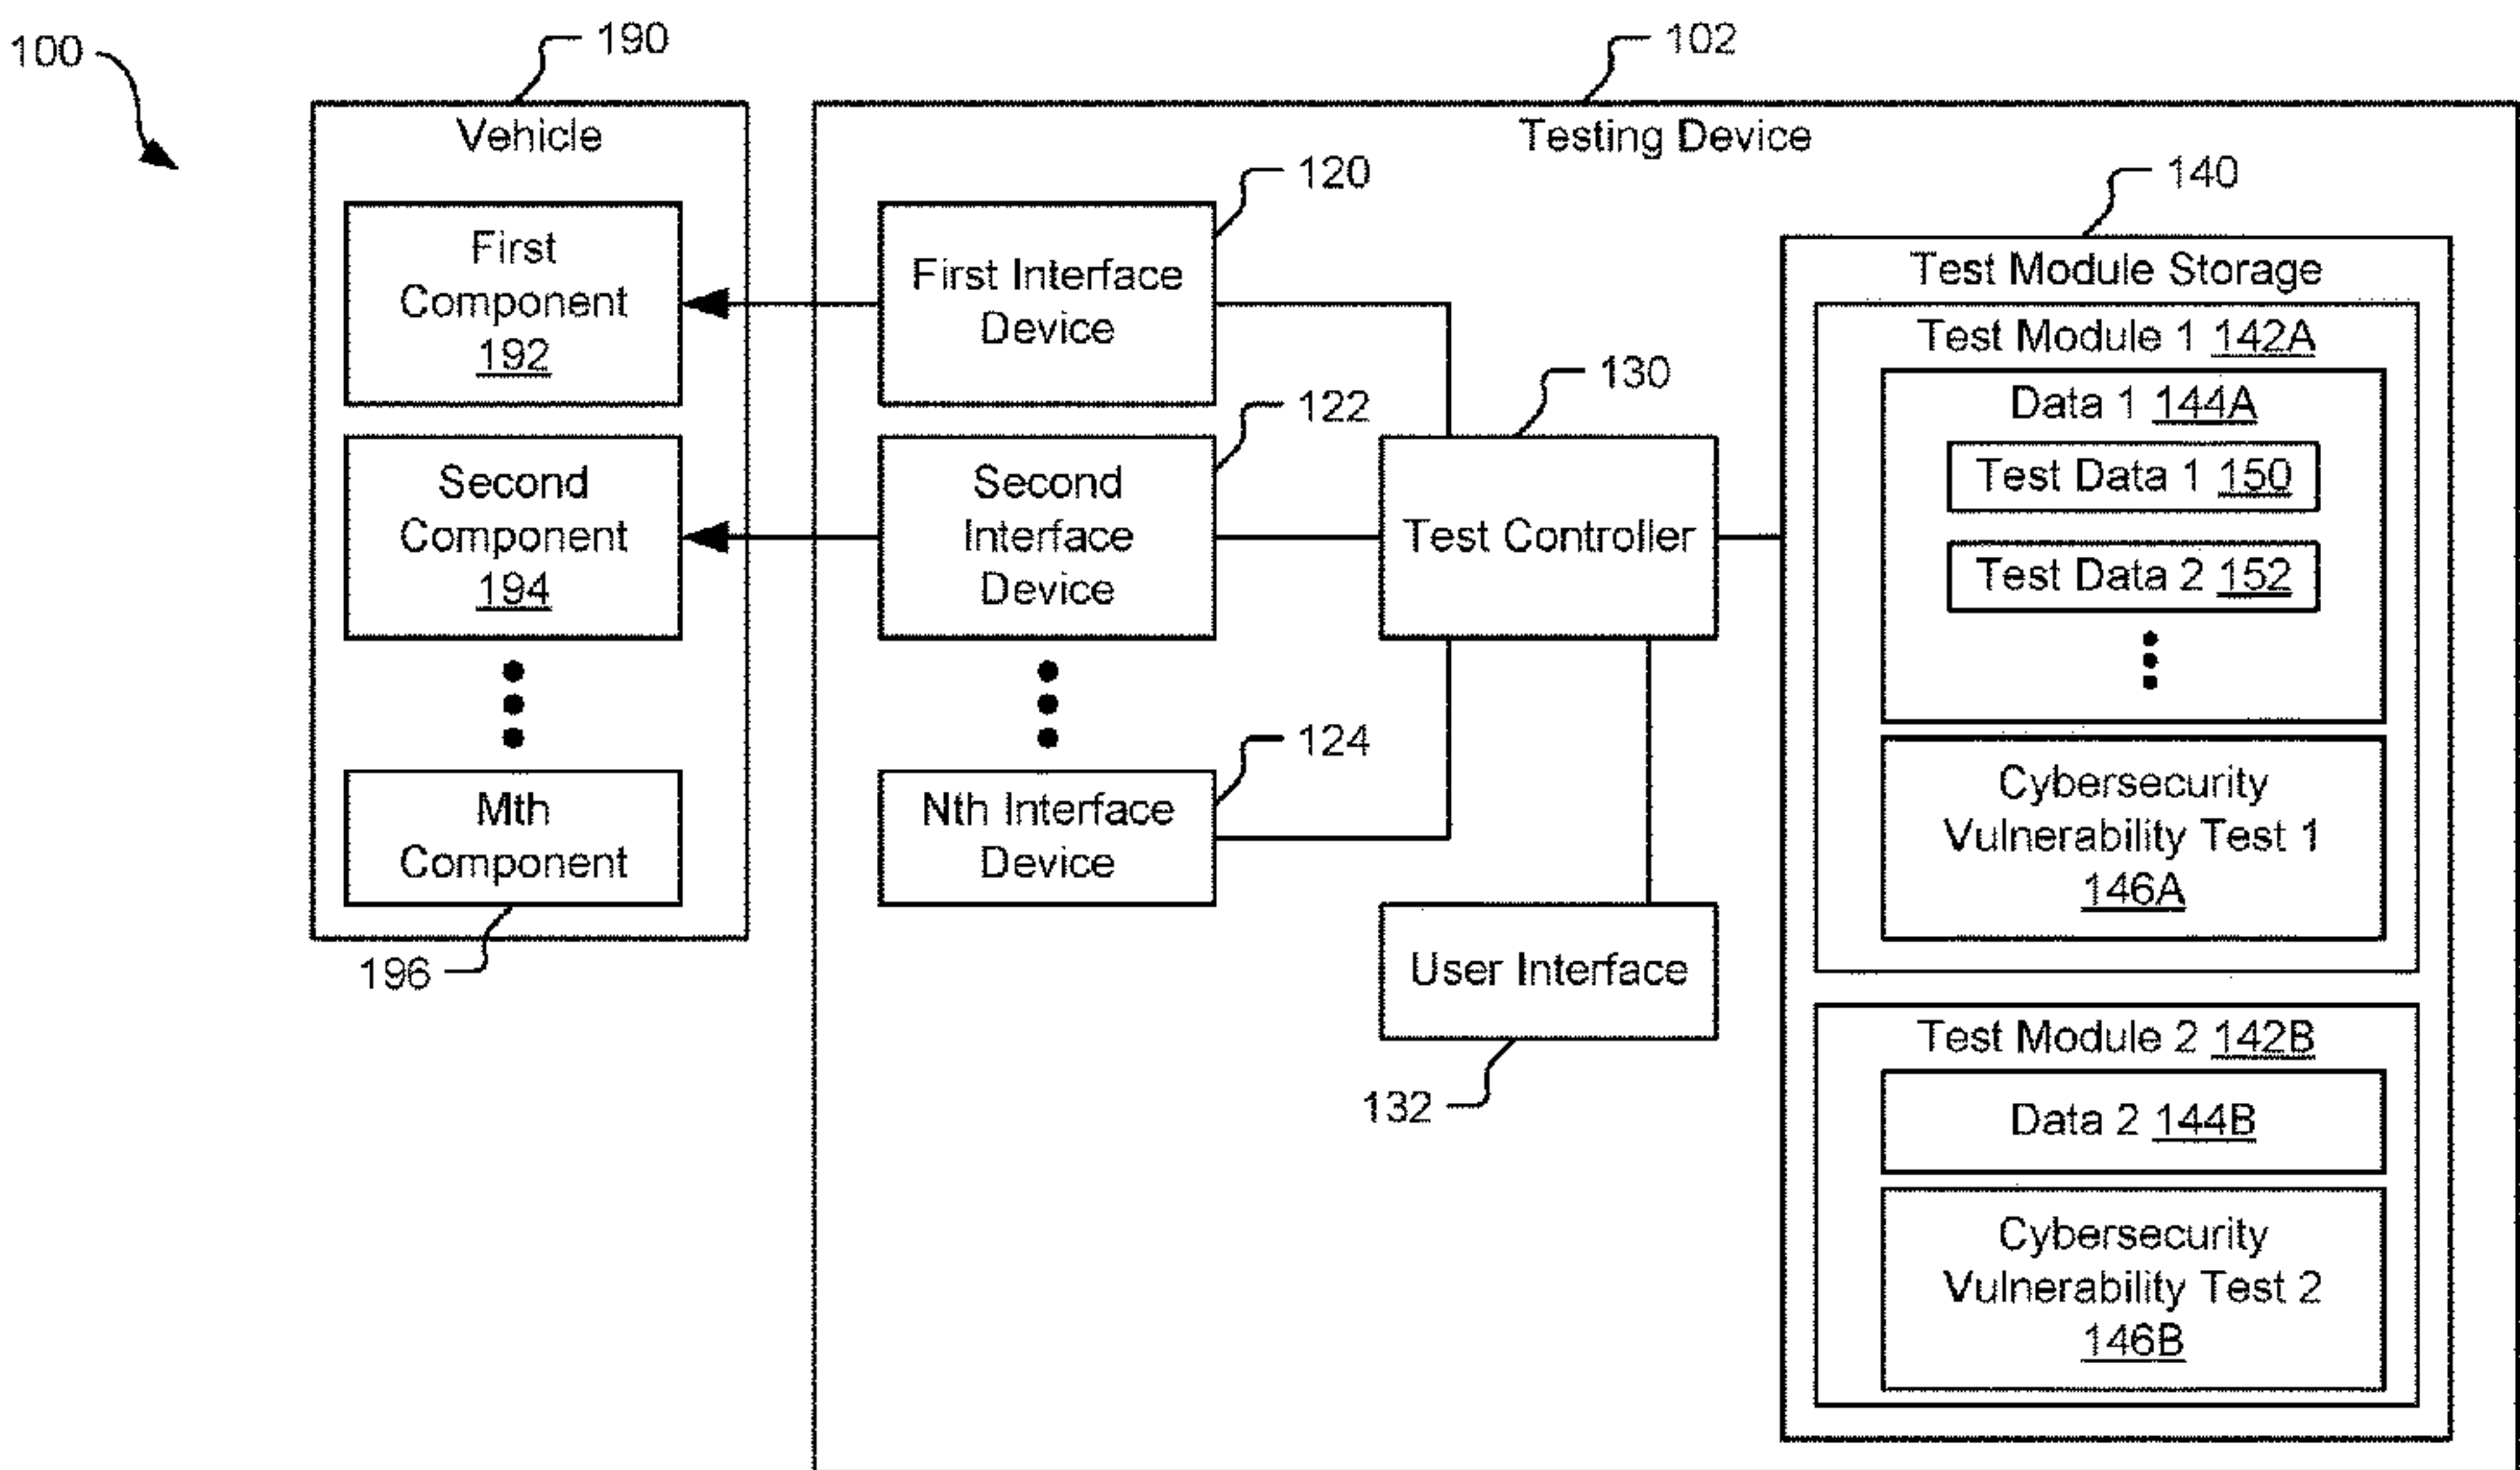 100
190
102
Vehicle
Testing Device
First
Component
192
Second
Component
194
Mth
Component
196
120
First Interface
Device
122
Second
Interface
Device
124
Nth Interface
Device
130
Test Controller
User Interface
132
140
Test Module Storage
Test Module 1 142A
Data 1 144A
Test Data 1 150
Test Data 2 152
Cybersecurity
Vulnerability Test 1
146A
Test Module 2 142B
Data 2 144B
Cybersecurity
Vulnerability Test 2
146B